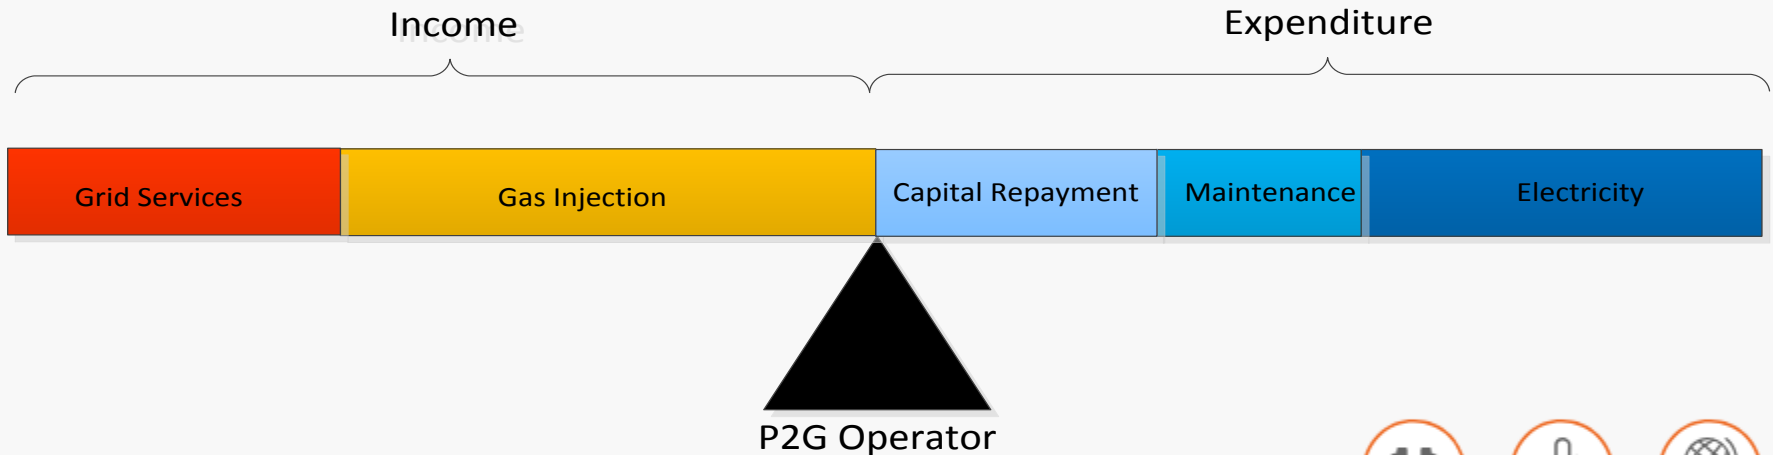 Income
Expenditure
Grid Services
Gas Injection
Capital Repayment
Maintenance
Electricity
P2G Operator